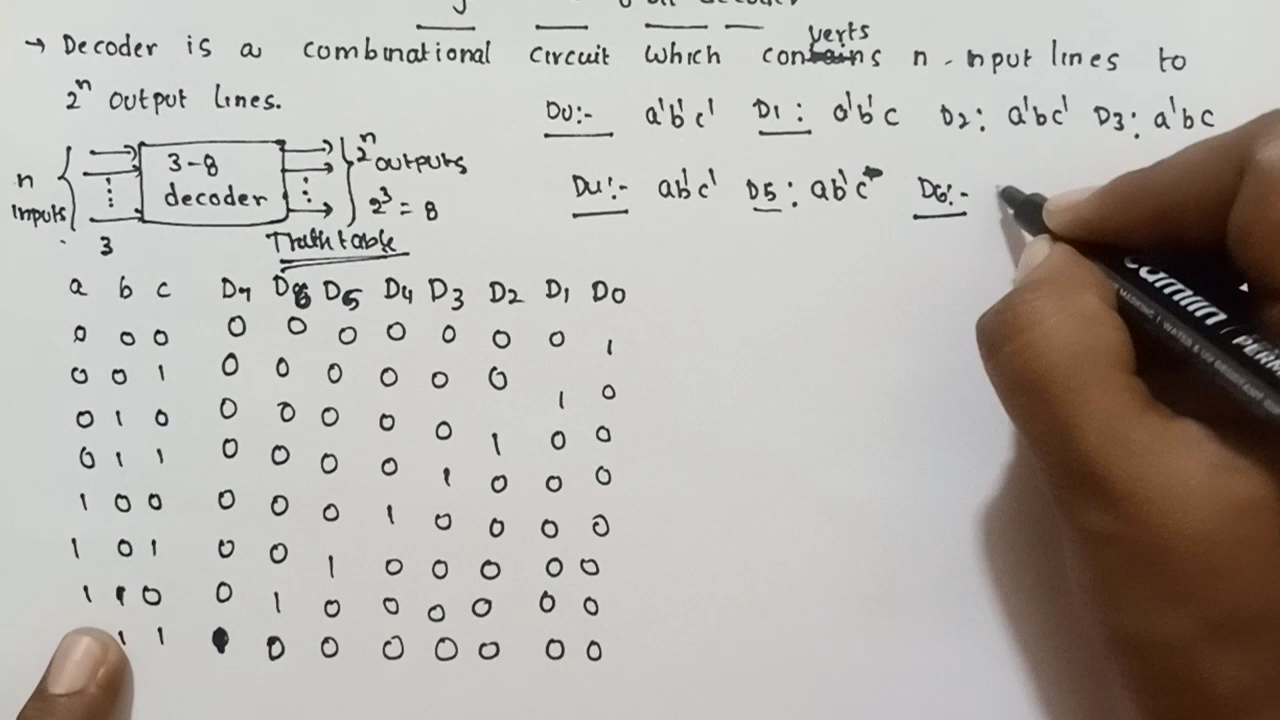 → Decoder is a combinational circuit which converts n-input lines to
2ⁿ output lines.
D0:- a'b'c' D1: a'b'c D2: a'bc' D3: a'bc
D4:- ab'c' D5: ab'c D6:-
n inputs
3
3-8 decoder
2ⁿ outputs
2³ = 8
Truth table
a b c D7 D6 D5 D4 D3 D2 D1 D0
0 0 0 0 0 0 0 0 0 0 1
0 0 1 0 0 0 0 0 0 1 0
0 1 0 0 0 0 0 0 1 0 0
0 1 1 0 0 0 0 1 0 0 0
1 0 0 0 0 0 1 0 0 0 0
1 0 1 0 0 1 0 0 0 0 0
1 1 0 0 1 0 0 0 0 0 0
1 1 0 0 0 0 0 0 0